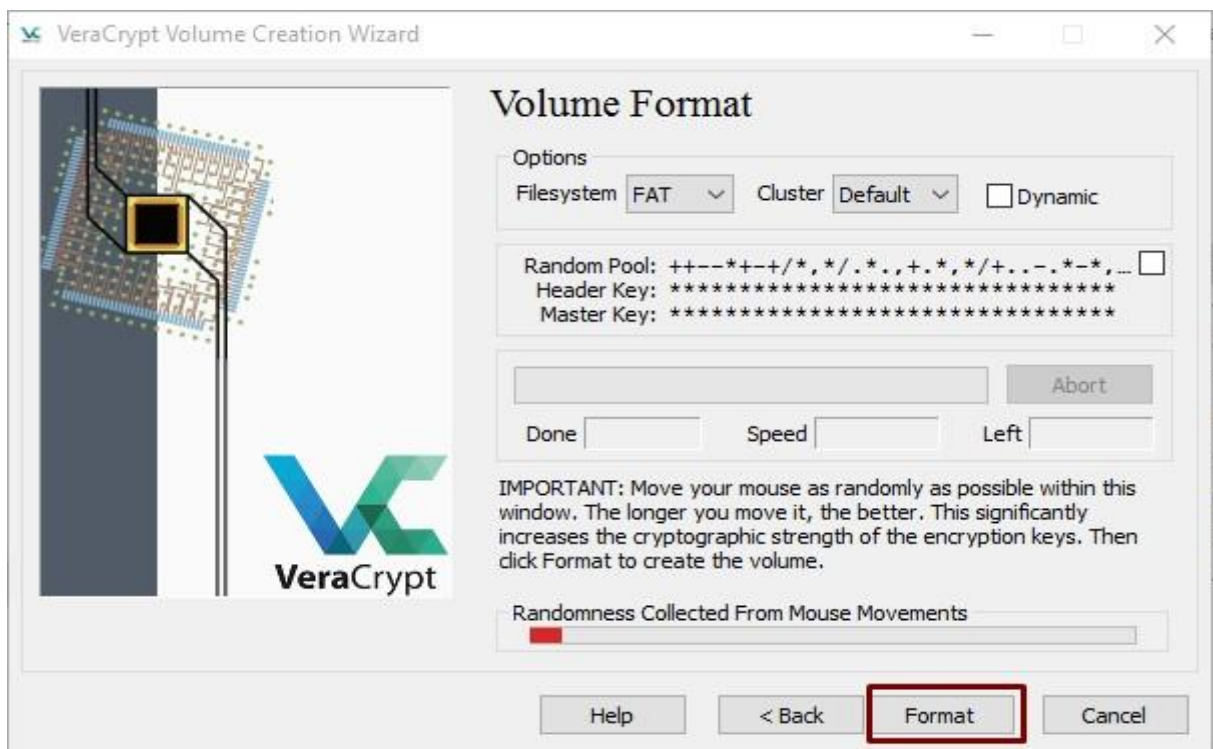 VeraCrypt Volume Creation Wizard
Volume Format
Options
Filesystem FAT Cluster Default Dynamic
Random Pool: ++--*+-+/*,*/.*.,+.*,*/+..-.*-*,...
Header Key: ********************************
Master Key: ********************************
Abort
Done Speed Left
IMPORTANT: Move your mouse as randomly as possible within this
window. The longer you move it, the better. This significantly
increases the cryptographic strength of the encryption keys. Then
click Format to create the volume.
VeraCrypt
Randomness Collected From Mouse Movements
Help < Back Format Cancel